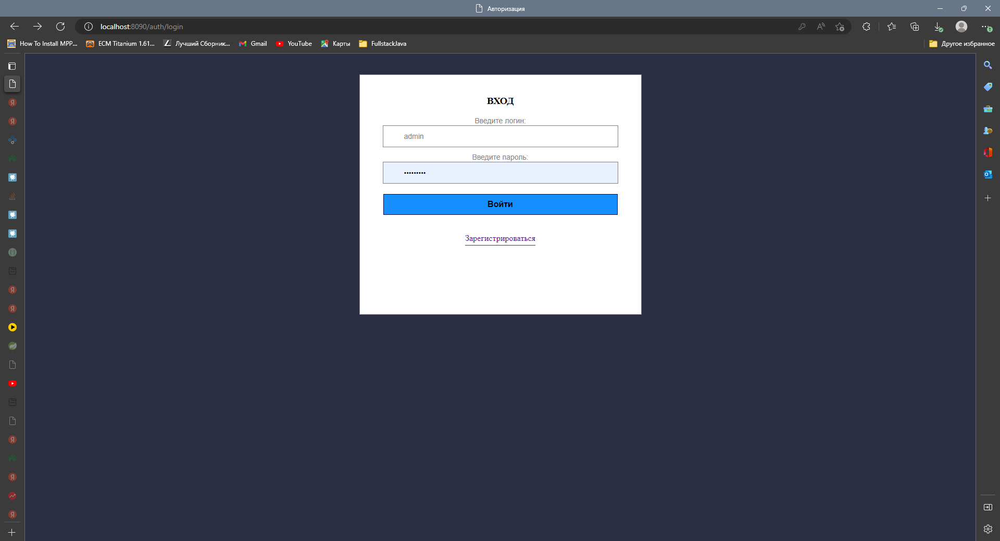 Авторизация
localhost:8090/auth/login
How To Install MPP... ECM Titanium 1.61... Лучший Сборник... Gmail YouTube Карты FullstackJava Другое избранное
ВХОД
Введите логин:
admin
Введите пароль:
•••••••••
Войти
Зарегистрироваться